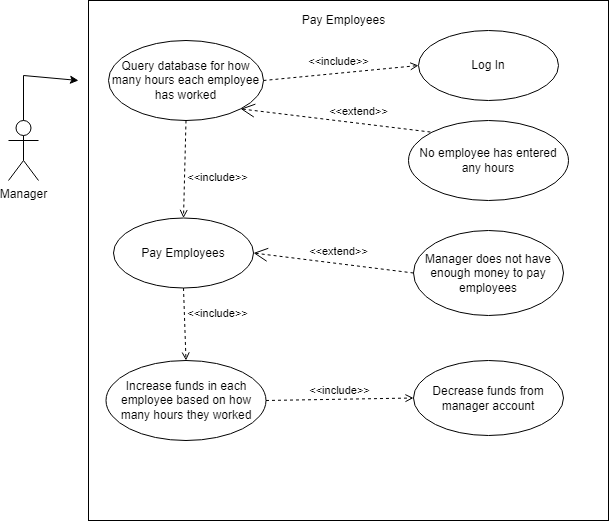 Pay Employees
Query database for how
many hours each employee
has worked
<<include>>
Log In
<<extend>>
No employee has entered
any hours
Manager
<<include>>
Pay Employees
<<extend>>
Manager does not have
enough money to pay
employees
<<include>>
Increase funds in each
employee based on how
many hours they worked
<<include>>
Decrease funds from
manager account